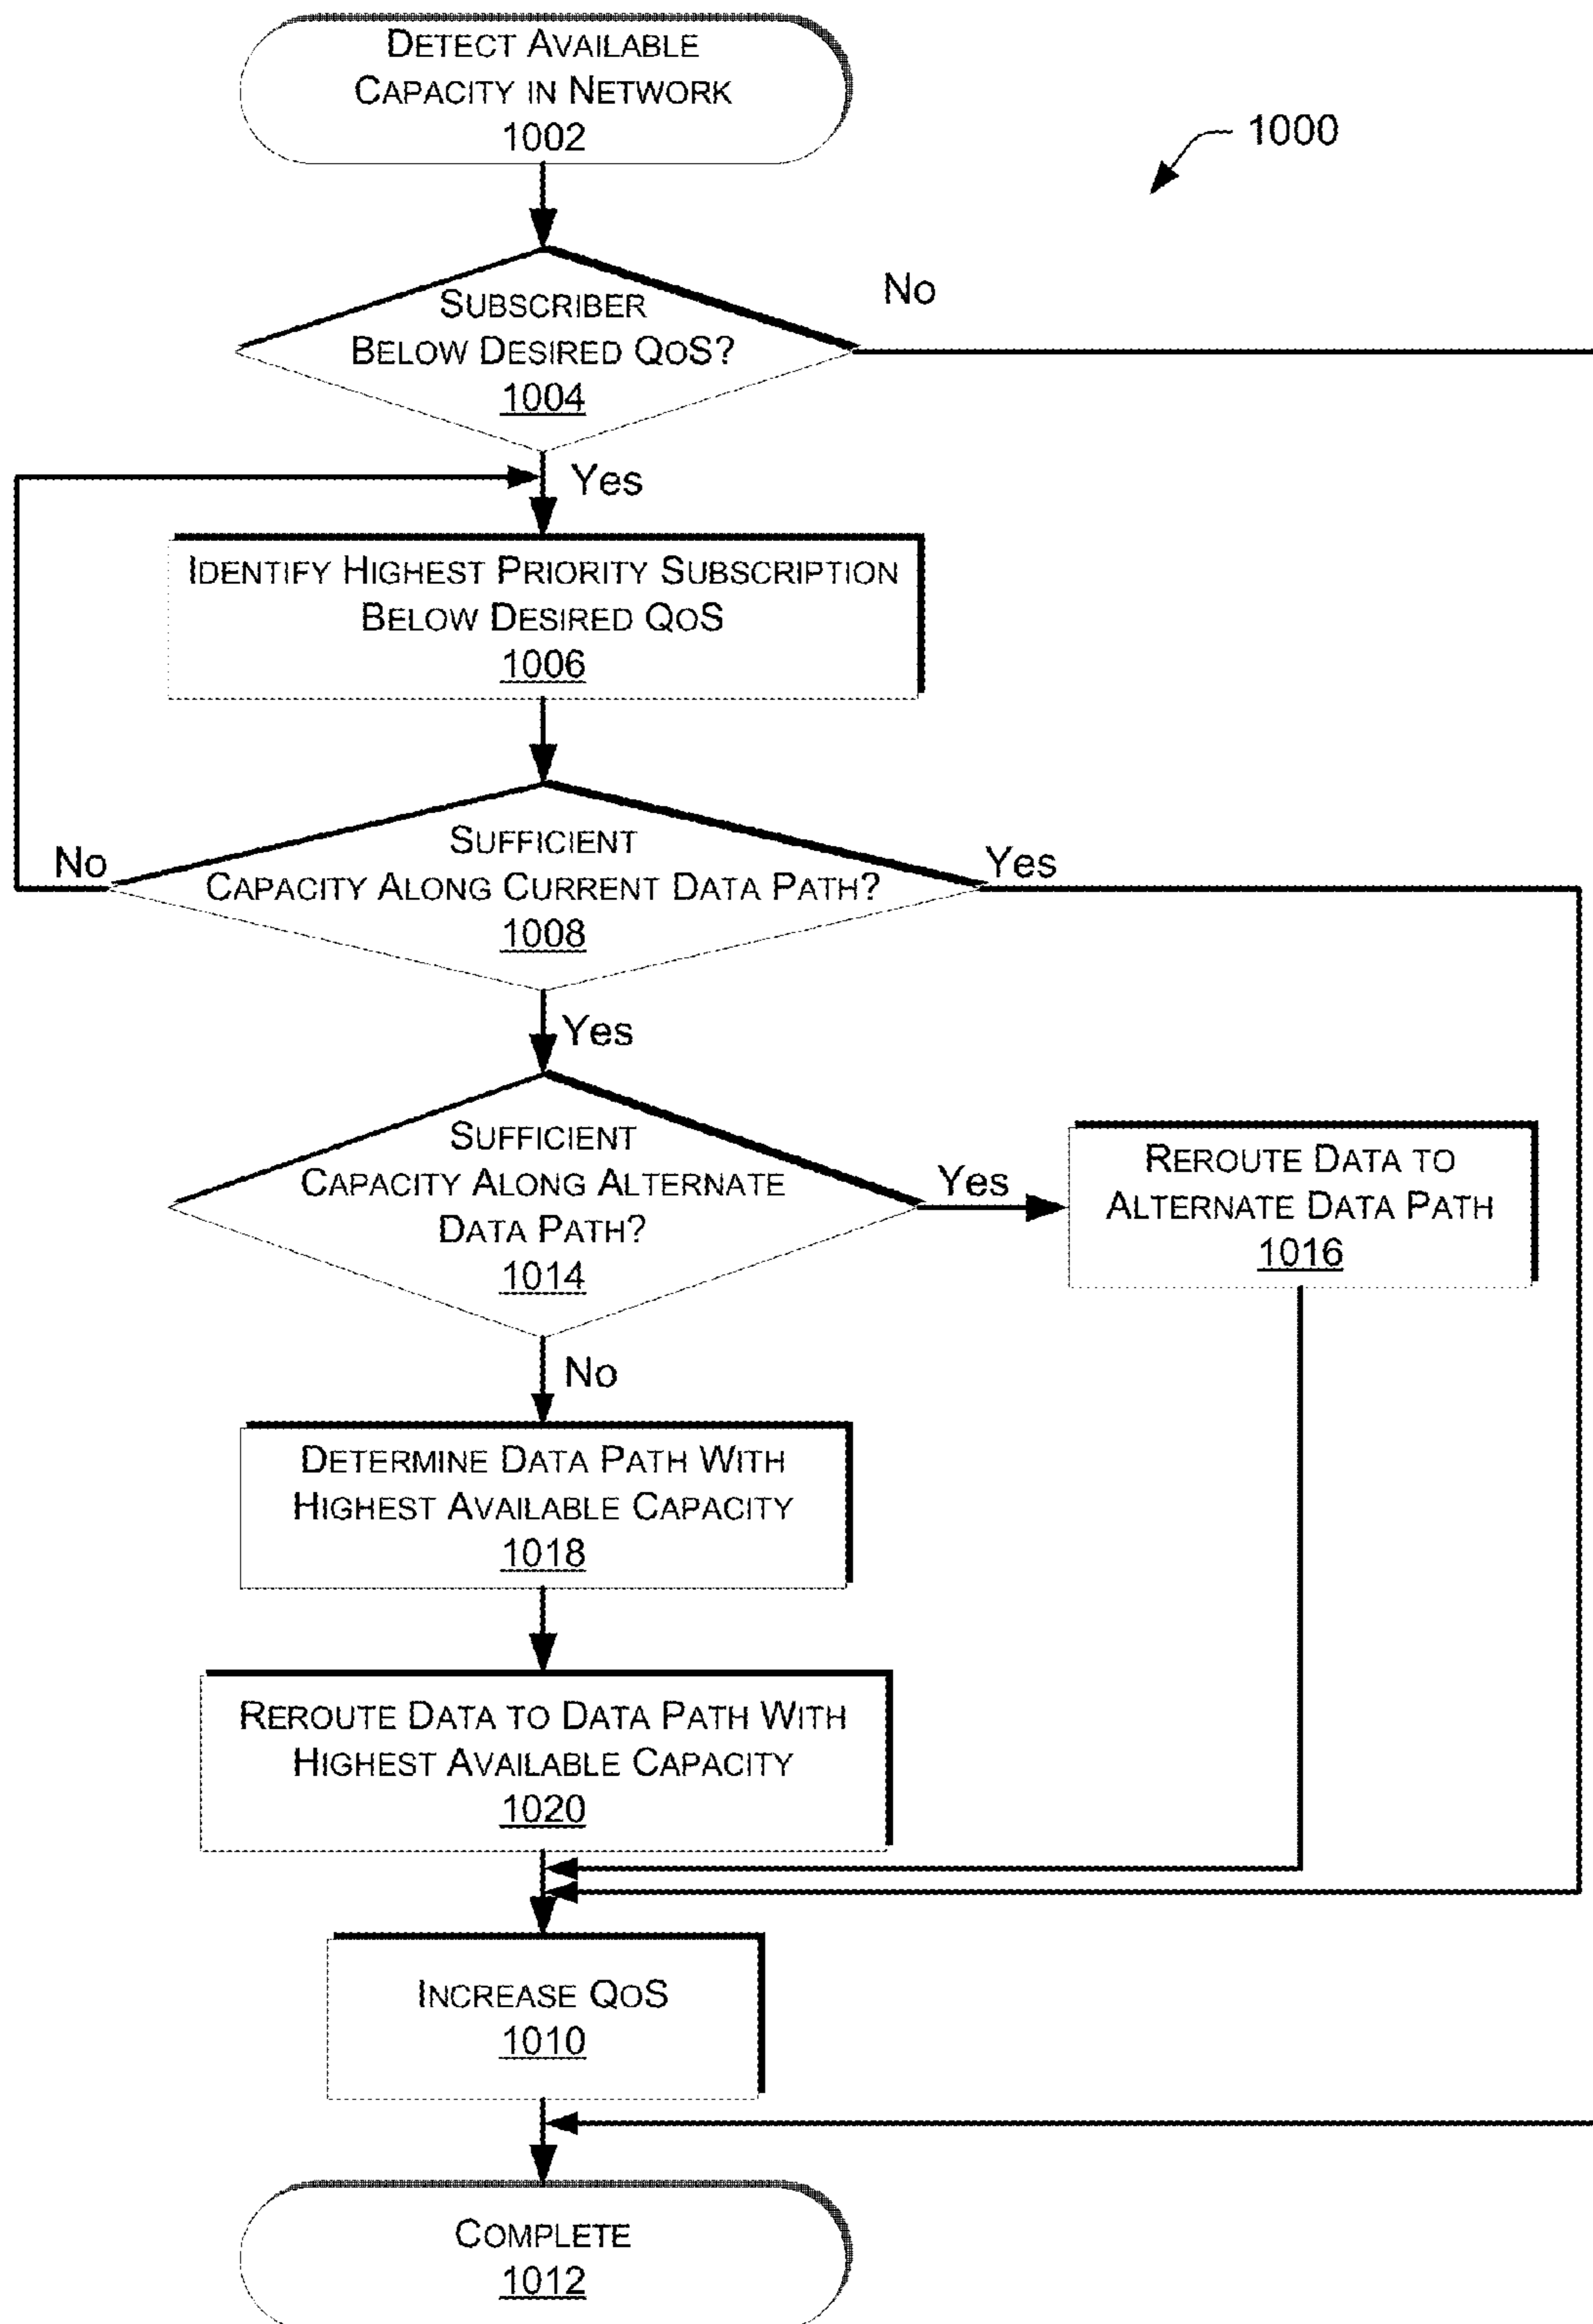 DETECT AVAILABLE
CAPACITY IN NETWORK
1002
1000
No
SUBSCRIBER
BELOW DESIRED QOS?
1004
Yes
IDENTIFY HIGHEST PRIORITY SUBSCRIPTION
BELOW DESIRED QOS
1006
No
SUFFICIENT
CAPACITY ALONG CURRENT DATA PATH?
1008
Yes
Yes
SUFFICIENT
CAPACITY ALONG ALTERNATE
DATA PATH?
1014
Yes
REROUTE DATA TO
ALTERNATE DATA PATH
1016
No
DETERMINE DATA PATH WITH
HIGHEST AVAILABLE CAPACITY
1018
REROUTE DATA TO DATA PATH WITH
HIGHEST AVAILABLE CAPACITY
1020
INCREASE QOS
1010
COMPLETE
1012